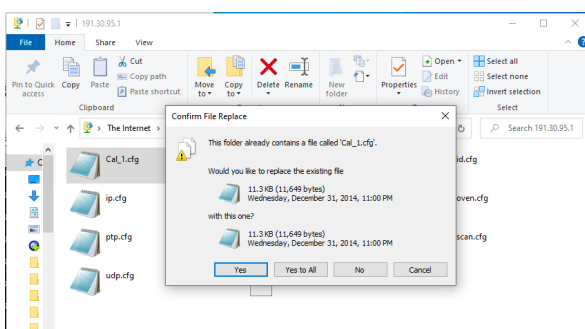 191.30.95.1
File Home Share View
Pin to Quick access
Copy
Paste
Cut
Copy path
Paste shortcut
Move to
Copy to
Delete
Rename
New folder
Properties
Open
Edit
History
Select all
Select none
Invert selection
Clipboard
Select
The Internet
Search 191.30.95.1
Cal_1.cfg
ip.cfg
ptp.cfg
udp.cfg
id.cfg
oven.cfg
scan.cfg
Confirm File Replace
This folder already contains a file called 'Cal_1.cfg'.
Would you like to replace the existing file
11.3 KB (11,649 bytes)
Wednesday, December 31, 2014, 11:00 PM
with this one?
11.3 KB (11,649 bytes)
Wednesday, December 31, 2014, 11:00 PM
Yes Yes to All No Cancel